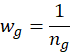 w_g = 1/n_g